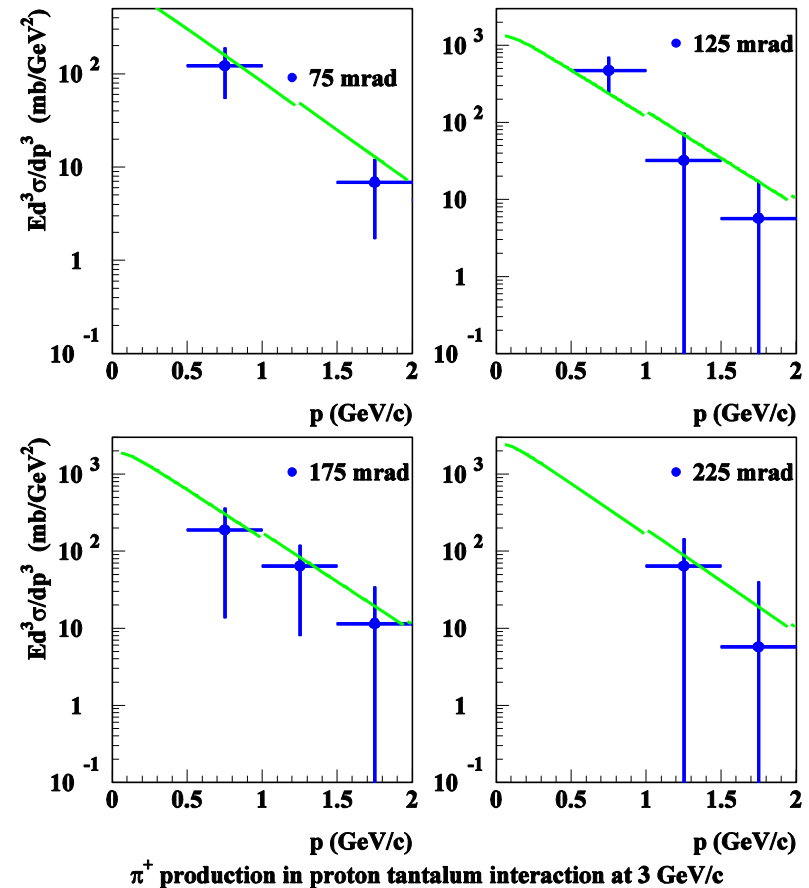 Ed³σ/dp³ (mb/GeV²)
10²
10
1
10⁻¹
75 mrad
0 0.5 1 1.5 2
p (GeV/c)
10³
10²
10
1
10⁻¹
125 mrad
0 0.5 1 1.5 2
p (GeV/c)
Ed³σ/dp³ (mb/GeV²)
10³
10²
10
1
10⁻¹
175 mrad
0 0.5 1 1.5 2
p (GeV/c)
10³
10²
10
1
10⁻¹
225 mrad
0 0.5 1 1.5 2
p (GeV/c)
π⁺ production in proton tantalum interaction at 3 GeV/c